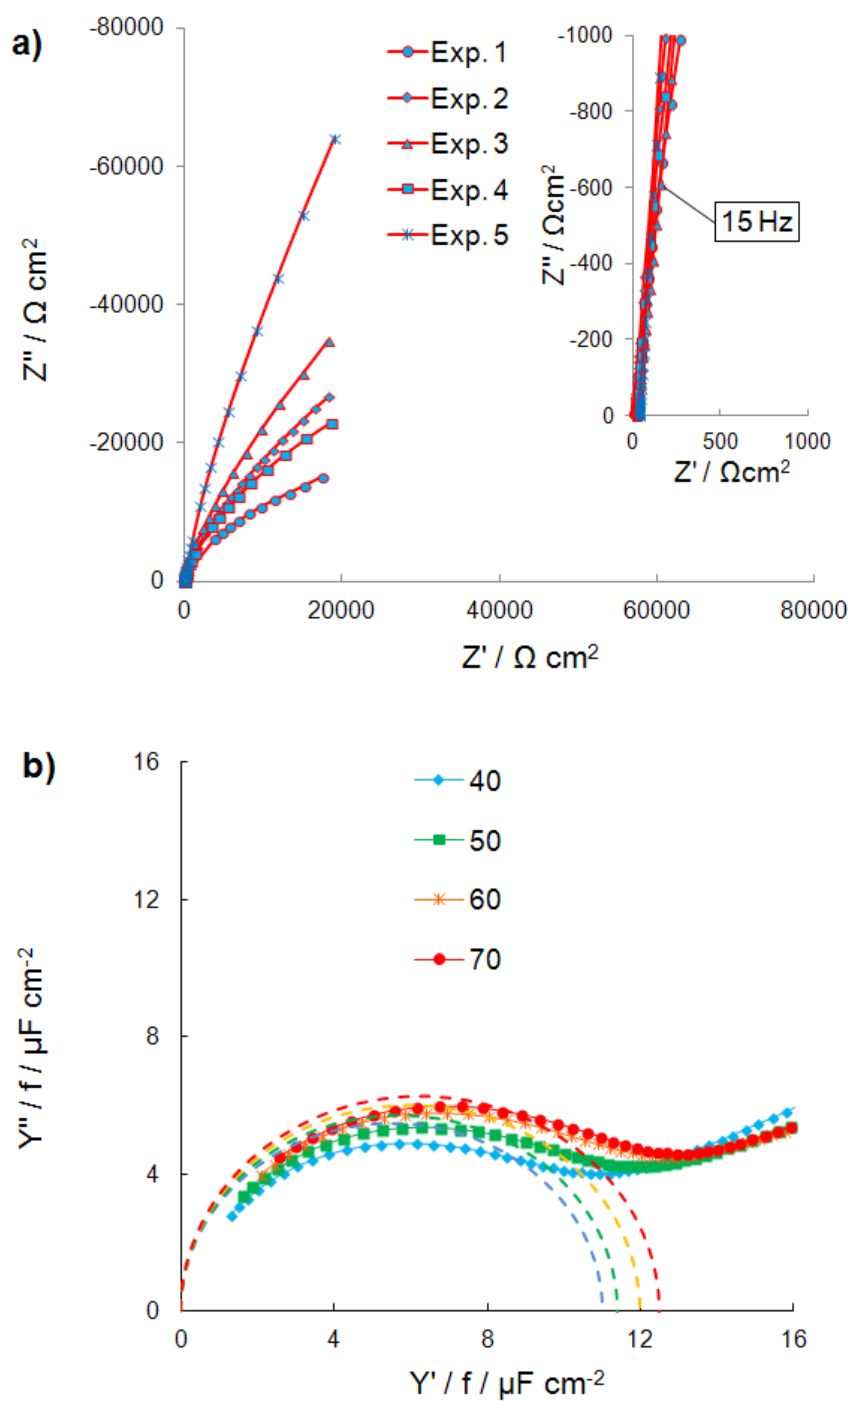 a)
-80000
-60000
-40000
-20000
0
Z'' / Ω cm2
0
20000
40000
60000
80000
Z' / Ω cm2
Exp. 1
Exp. 2
Exp. 3
Exp. 4
Exp. 5
-1000
-800
-600
-400
-200
0
Z'' / Ωcm2
15 Hz
0
500
1000
Z' / Ωcm2
b)
16
12
8
4
0
Y'' / f / µF cm-2
40
50
60
70
0
4
8
12
16
Y' / f / µF cm-2